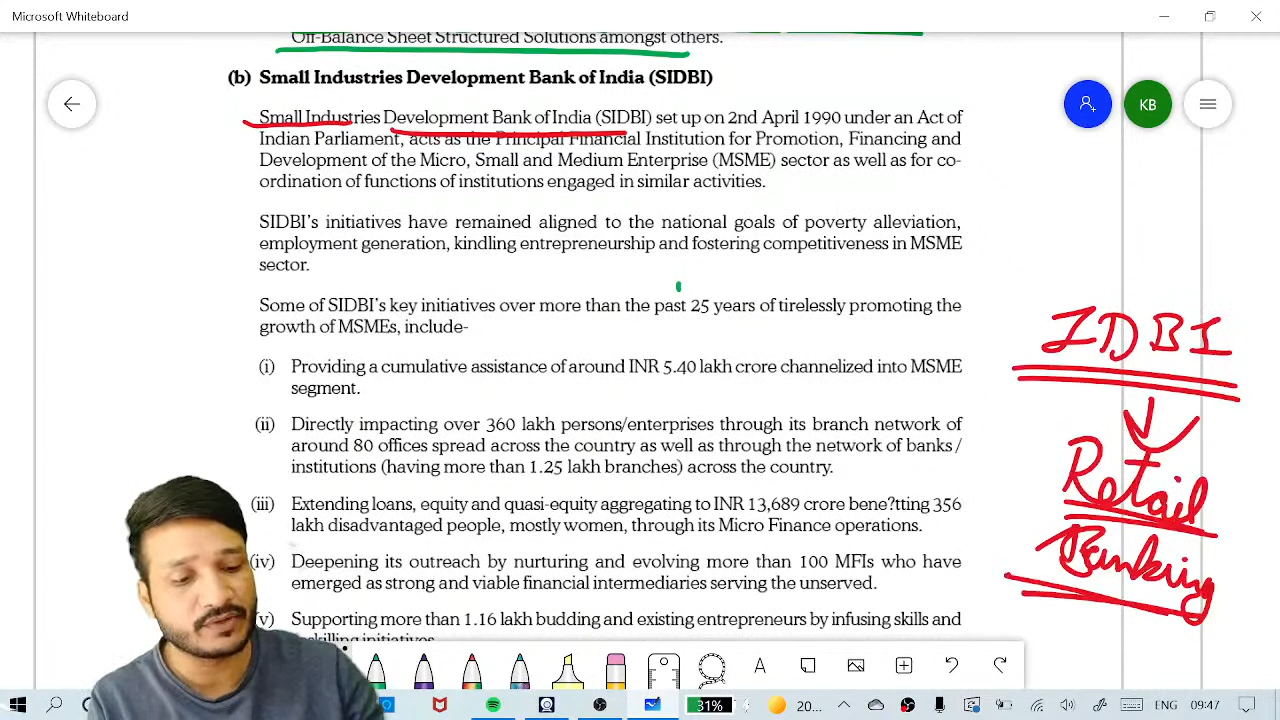 Microsoft Whiteboard
Off-Balance Sheet Structured Solutions amongst others.
(b) Small Industries Development Bank of India (SIDBI)
KB
Small Industries Development Bank of India (SIDBI) set up on 2nd April 1990 under an Act of
Indian Parliament, acts as the Principal Financial Institution for Promotion, Financing and
Development of the Micro, Small and Medium Enterprise (MSME) sector as well as for co-
ordination of functions of institutions engaged in similar activities.
SIDBI's initiatives have remained aligned to the national goals of poverty alleviation,
employment generation, kindling entrepreneurship and fostering competitiveness in MSME
sector.
Some of SIDBI's key initiatives over more than the past 25 years of tirelessly promoting the
growth of MSMEs, include-
IDBI
(i) Providing a cumulative assistance of around INR 5.40 lakh crore channelized into MSME
segment.
(ii) Directly impacting over 360 lakh persons/enterprises through its branch network of
around 80 offices spread across the country as well as through the network of banks /
institutions (having more than 1.25 lakh branches) across the country.
Retail
Banking
(iii) Extending loans, equity and quasi-equity aggregating to INR 13,689 crore bene?tting 356
lakh disadvantaged people, mostly women, through its Micro Finance operations.
(iv) Deepening its outreach by nurturing and evolving more than 100 MFIs who have
emerged as strong and viable financial intermediaries serving the unserved.
(v) Supporting more than 1.16 lakh budding and existing entrepreneurs by infusing skills and
31%
20...
ENG
09:47